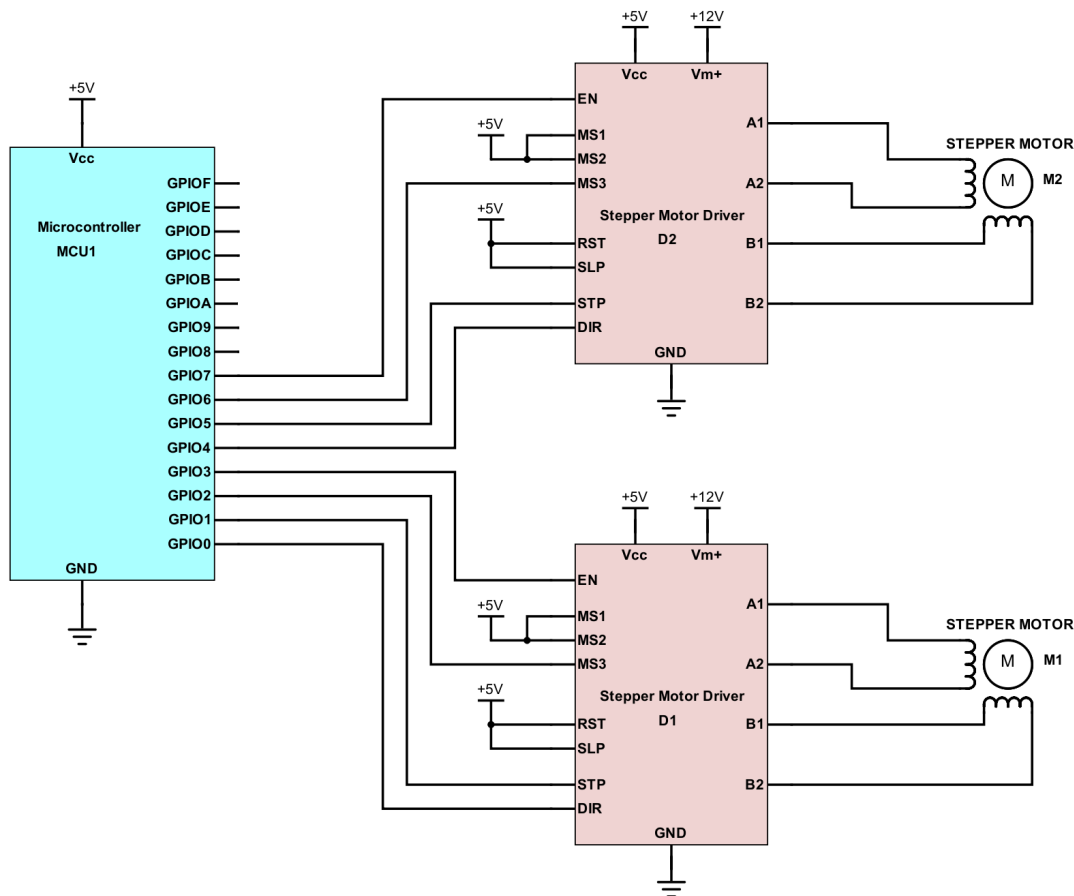 +5V
Vcc
Microcontroller
MCU1
GPIOF
GPIOE
GPIOD
GPIOC
GPIOB
GPIOA
GPIO9
GPIO8
GPIO7
GPIO6
GPIO5
GPIO4
GPIO3
GPIO2
GPIO1
GPIO0
GND
+5V
+12V
Vcc
Vm+
EN
+5V
MS1
MS2
MS3
Stepper Motor Driver
D2
+5V
RST
SLP
STP
DIR
GND
A1
A2
B1
B2
STEPPER MOTOR
M
M2
+5V
+12V
Vcc
Vm+
EN
+5V
MS1
MS2
MS3
Stepper Motor Driver
D1
+5V
RST
SLP
STP
DIR
GND
A1
A2
B1
B2
STEPPER MOTOR
M
M1